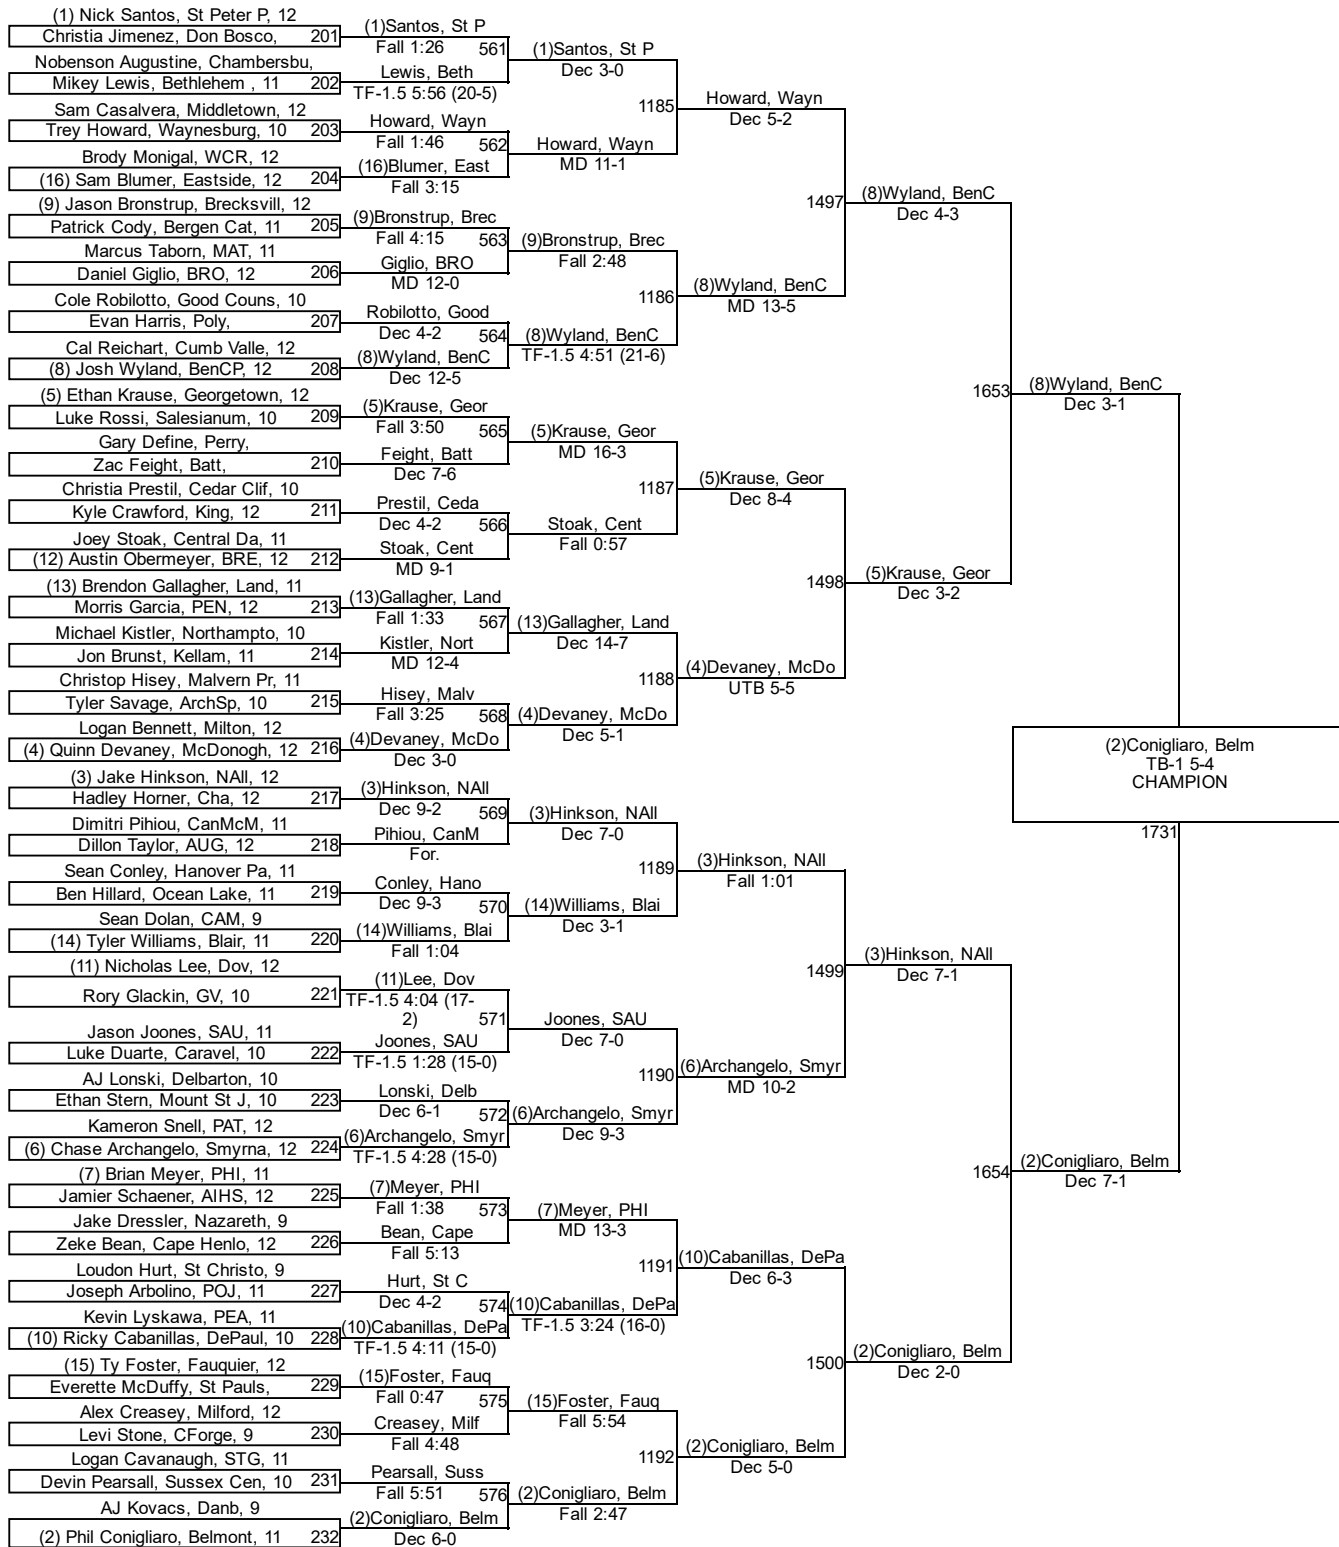 (1) Nick Santos, St Peter P, 12
Christia Jimenez, Don Bosco, 201
Nobenson Augustine, Chambersbu,
Mikey Lewis, Bethlehem , 11 202
Sam Casalvera, Middletown, 12
Trey Howard, Waynesburg, 10 203
Brody Monigal, WCR, 12
(16) Sam Blumer, Eastside, 12 204
(9) Jason Bronstrup, Brecksvill, 12
Patrick Cody, Bergen Cat, 11 205
Marcus Taborn, MAT, 11
Daniel Giglio, BRO, 12 206
Cole Robilotto, Good Couns, 10
Evan Harris, Poly, 207
Cal Reichart, Cumb Valle, 12
(8) Josh Wyland, BenCP, 12 208
(5) Ethan Krause, Georgetown, 12
Luke Rossi, Salesianum, 10 209
Gary Define, Perry,
Zac Feight, Batt, 210
Christia Prestil, Cedar Clif, 10
Kyle Crawford, King, 12 211
Joey Stoak, Central Da, 11
(12) Austin Obermeyer, BRE, 12 212
(13) Brendon Gallagher, Land, 11
Morris Garcia, PEN, 12 213
Michael Kistler, Northampto, 10
Jon Brunst, Kellam, 11 214
Christop Hisey, Malvern Pr, 11
Tyler Savage, ArchSp, 10 215
Logan Bennett, Milton, 12
(4) Quinn Devaney, McDonogh, 12 216
(3) Jake Hinkson, NAll, 12
Hadley Horner, Cha, 12 217
Dimitri Pihiou, CanMcM, 11
Dillon Taylor, AUG, 12 218
Sean Conley, Hanover Pa, 11
Ben Hillard, Ocean Lake, 11 219
Sean Dolan, CAM, 9
(14) Tyler Williams, Blair, 11 220
(11) Nicholas Lee, Dov, 12
Rory Glackin, GV, 10 221
Jason Joones, SAU, 11
Luke Duarte, Caravel, 10 222
AJ Lonski, Delbarton, 10
Ethan Stern, Mount St J, 10 223
Kameron Snell, PAT, 12
(6) Chase Archangelo, Smyrna, 12 224
(7) Brian Meyer, PHI, 11
Jamier Schaener, AIHS, 12 225
Jake Dressler, Nazareth, 9
Zeke Bean, Cape Henlo, 12 226
Loudon Hurt, St Christo, 9
Joseph Arbolino, POJ, 11 227
Kevin Lyskawa, PEA, 11
(10) Ricky Cabanillas, DePaul, 10 228
(15) Ty Foster, Fauquier, 12
Everette McDuffy, St Pauls, 229
Alex Creasey, Milford, 12
Levi Stone, CForge, 9 230
Logan Cavanaugh, STG, 11
Devin Pearsall, Sussex Cen, 10 231
AJ Kovacs, Danb, 9
(2) Phil Conigliaro, Belmont, 11 232
(1)Santos, St P
Fall 1:26 561
Lewis, Beth
TF-1.5 5:56 (20-5)
Howard, Wayn
Fall 1:46 562
(16)Blumer, East
Fall 3:15
(9)Bronstrup, Brec
Fall 4:15 563
Giglio, BRO
MD 12-0
Robilotto, Good
Dec 4-2 564
(8)Wyland, BenC
Dec 12-5
(5)Krause, Geor
Fall 3:50 565
Feight, Batt
Dec 7-6
Prestil, Ceda
Dec 4-2 566
Stoak, Cent
MD 9-1
(13)Gallagher, Land
Fall 1:33 567
Kistler, Nort
MD 12-4
Hisey, Malv
Fall 3:25 568
(4)Devaney, McDo
Dec 3-0
(3)Hinkson, NAll
Dec 9-2 569
Pihiou, CanM
For.
Conley, Hano
Dec 9-3 570
(14)Williams, Blai
Fall 1:04
(11)Lee, Dov
TF-1.5 4:04 (17-
2) 571
Joones, SAU
TF-1.5 1:28 (15-0)
Lonski, Delb
Dec 6-1 572
(6)Archangelo, Smyr
TF-1.5 4:28 (15-0)
(7)Meyer, PHI
Fall 1:38 573
Bean, Cape
Fall 5:13
Hurt, St C
Dec 4-2 574
(10)Cabanillas, DePa
TF-1.5 4:11 (15-0)
(15)Foster, Fauq
Fall 0:47 575
Creasey, Milf
Fall 4:48
Pearsall, Suss
Fall 5:51 576
(2)Conigliaro, Belm
Dec 6-0
(1)Santos, St P
Dec 3-0
1185
Howard, Wayn
MD 11-1
(9)Bronstrup, Brec
Fall 2:48
1186
(8)Wyland, BenC
TF-1.5 4:51 (21-6)
(5)Krause, Geor
MD 16-3
1187
Stoak, Cent
Fall 0:57
(13)Gallagher, Land
Dec 14-7
1188
(4)Devaney, McDo
Dec 5-1
(3)Hinkson, NAll
Dec 7-0
1189
(14)Williams, Blai
Dec 3-1
Joones, SAU
Dec 7-0
1190
(6)Archangelo, Smyr
Dec 9-3
(7)Meyer, PHI
MD 13-3
1191
(10)Cabanillas, DePa
TF-1.5 3:24 (16-0)
(15)Foster, Fauq
Fall 5:54
1192
(2)Conigliaro, Belm
Fall 2:47
Howard, Wayn
Dec 5-2
1497
(8)Wyland, BenC
MD 13-5
(5)Krause, Geor
Dec 8-4
1498
(4)Devaney, McDo
UTB 5-5
(3)Hinkson, NAll
Fall 1:01
1499
(6)Archangelo, Smyr
MD 10-2
(10)Cabanillas, DePa
Dec 6-3
1500
(2)Conigliaro, Belm
Dec 5-0
(8)Wyland, BenC
Dec 4-3
1653
(5)Krause, Geor
Dec 3-2
(3)Hinkson, NAll
Dec 7-1
1654
(2)Conigliaro, Belm
Dec 2-0
(8)Wyland, BenC
Dec 3-1
(2)Conigliaro, Belm
TB-1 5-4
CHAMPION
1731
(2)Conigliaro, Belm
Dec 7-1